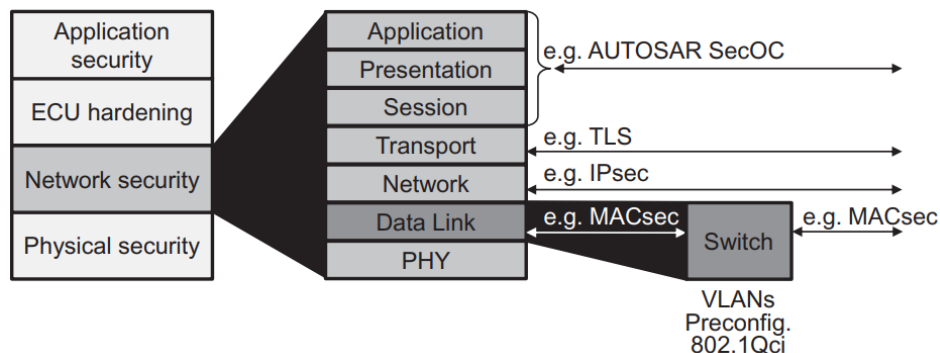 Application
security
ECU hardening
Network security
Physical security
Application
Presentation
Session
Transport
Network
Data Link
PHY
e.g. AUTOSAR SecOC
e.g. TLS
e.g. IPsec
e.g. MACsec
Switch
e.g. MACsec
VLANs
Preconfig.
802.1Qci